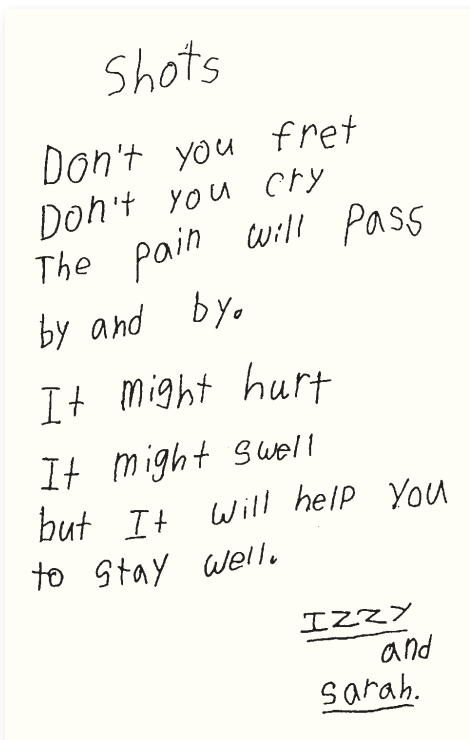 Shots
Don't you fret
Don't you cry
The pain will pass
by and by.
It might hurt
It might swell
but It will help you
to stay well.
IZZY
and
sarah.